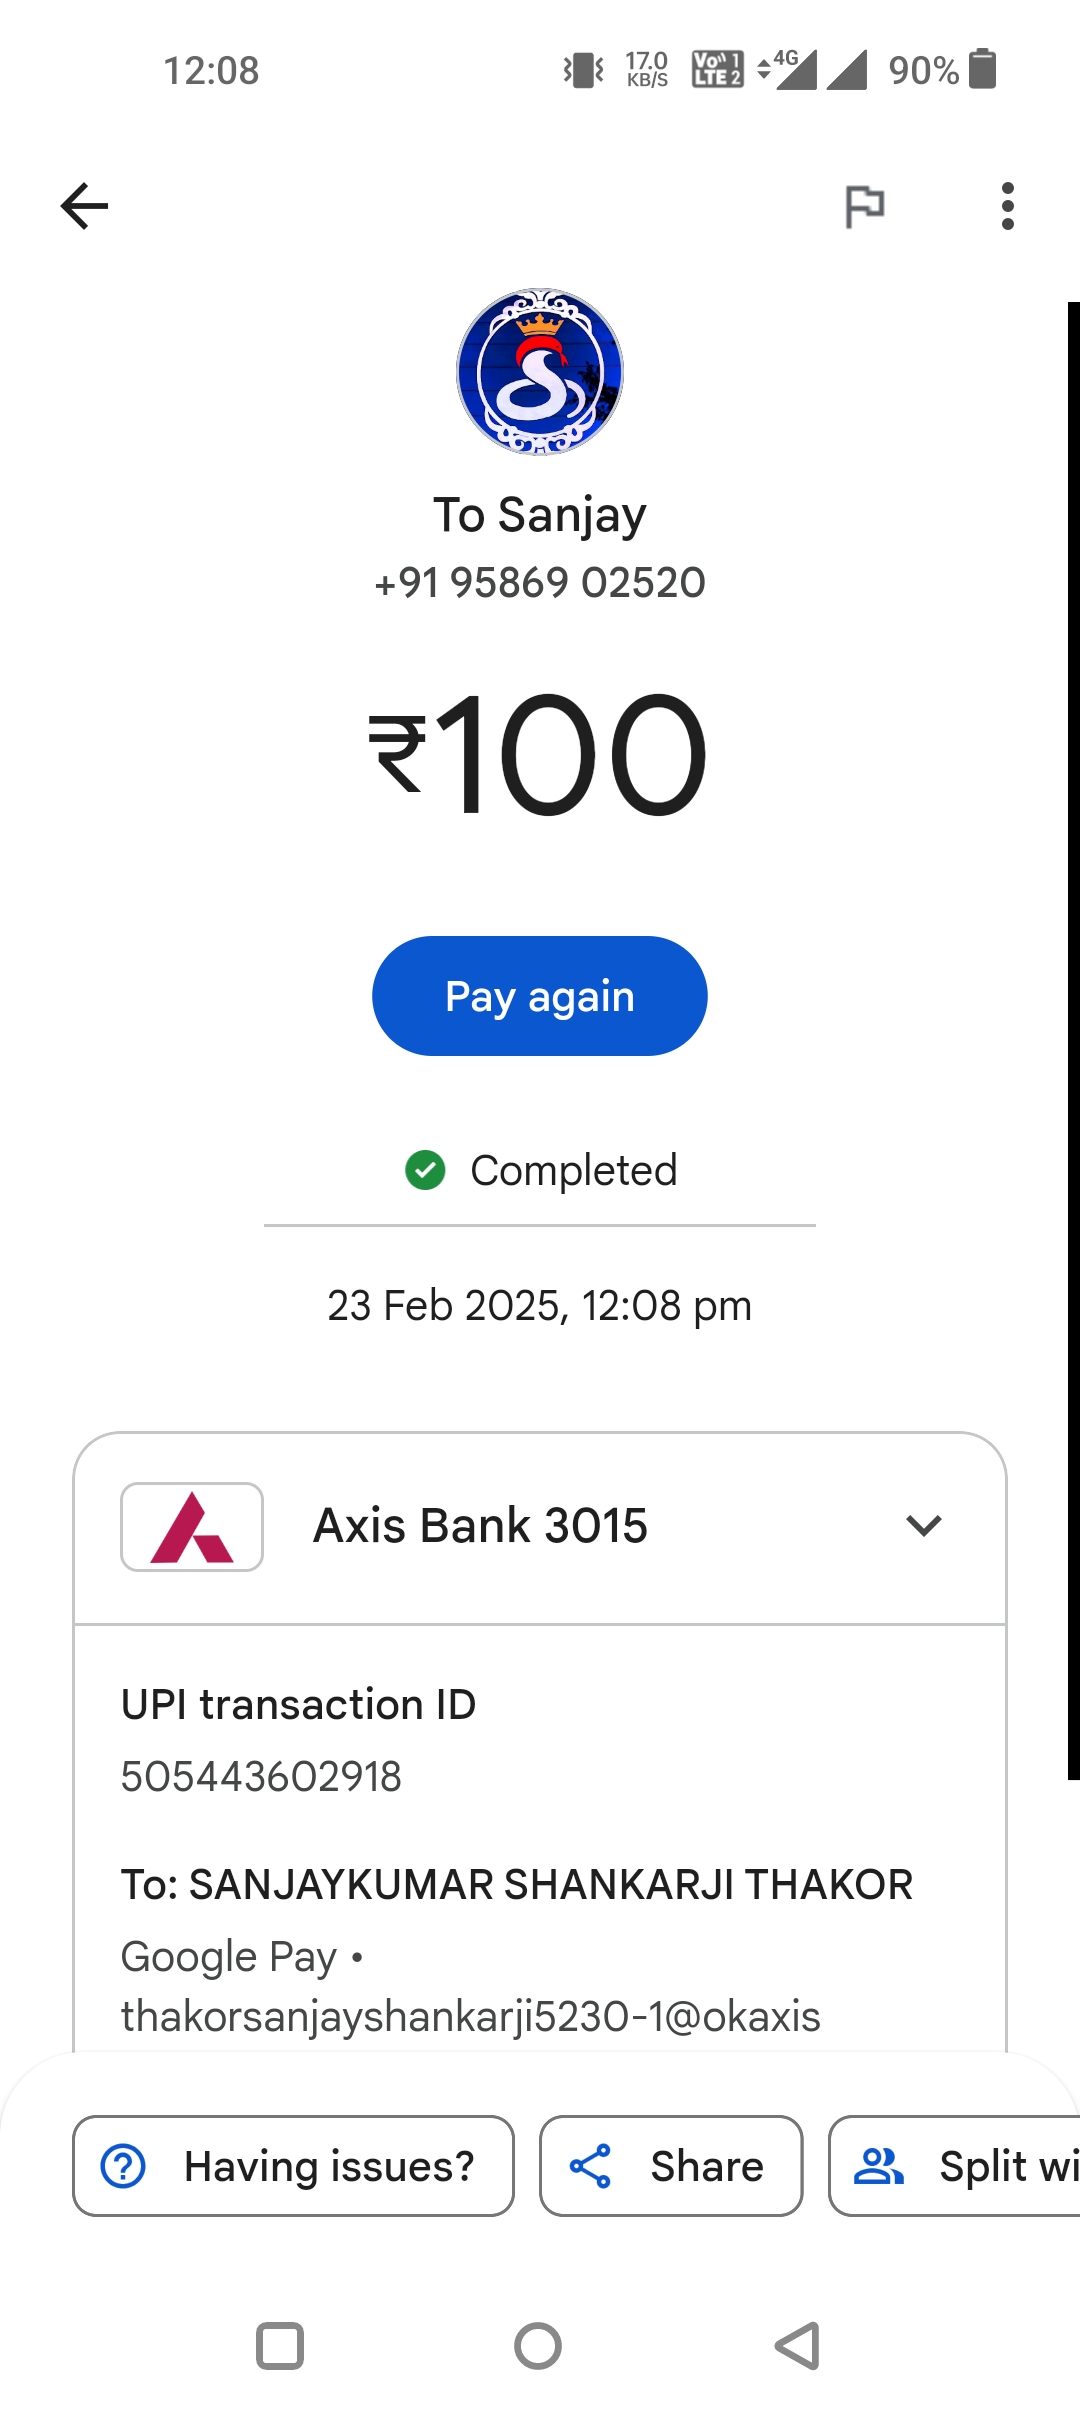 12:08
17.0
KB/S
Vo 1
LTE 2
4G
90%
To Sanjay
+91 95869 02520
₹100
Pay again
Completed
23 Feb 2025, 12:08 pm
Axis Bank 3015
UPI transaction ID
505443602918
To: SANJAYKUMAR SHANKARJI THAKOR
Google Pay •
thakorsanjayshankarji5230-1@okaxis
Having issues? Share Split wi